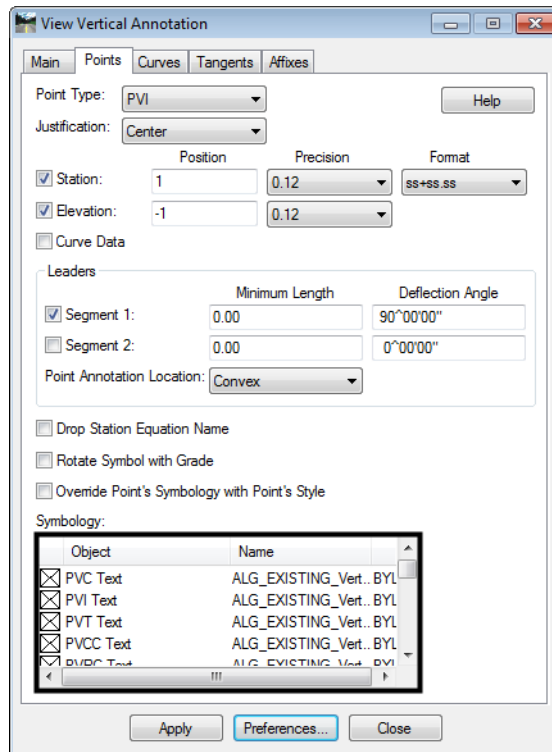 View Vertical Annotation
Main Points Curves Tangents Affixes
Point Type: PVI Help
Justification: Center
Position Precision Format
Station: 1 0.12 ss+ss.ss
Elevation: -1 0.12
Curve Data
Leaders
Minimum Length Deflection Angle
Segment 1: 0.00 90^00'00"
Segment 2: 0.00 0^00'00"
Point Annotation Location: Convex
Drop Station Equation Name
Rotate Symbol with Grade
Override Point's Symbology with Point's Style
Symbology:
Object Name
PVC Text ALG_EXISTING_Vert.. BYL
PVI Text ALG_EXISTING_Vert.. BYL
PVT Text ALG_EXISTING_Vert.. BYL
PVCC Text ALG_EXISTING_Vert.. BYL
PVRC Text ALG_EXISTING_Vert.. BYL
Apply Preferences... Close